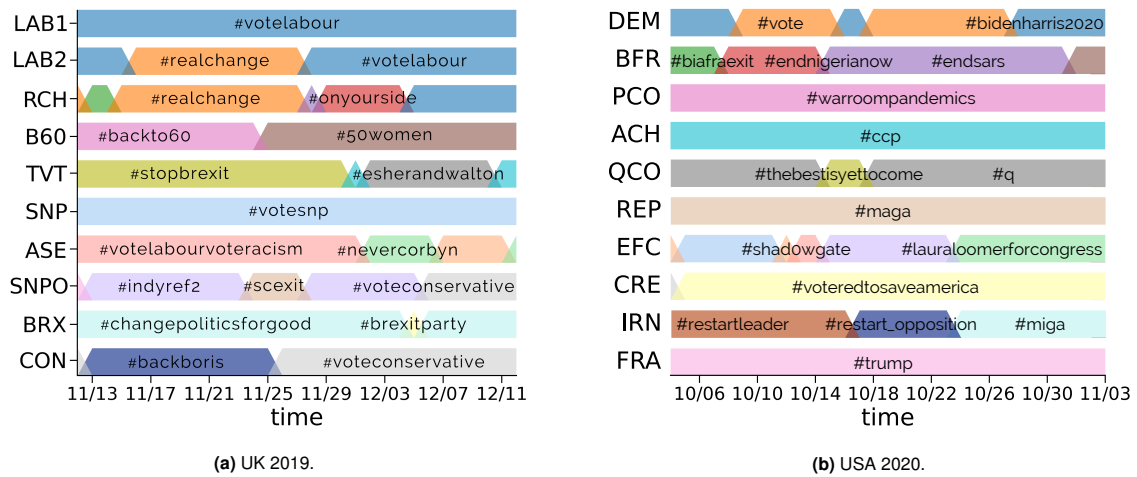 LAB1 #votelabour
LAB2 #realchange #votelabour
RCH #realchange #onyourside
B60 #backto60 #50women
TVT #stopbrexit #esherandwalton
SNP #votesnp
ASE #votelabourvoteracism #nevercorbyn
SNPO #indyref2 #scexit #voteconservative
BRX #changepoliticsforgood #brexitparty
CON #backboris #voteconservative
11/13 11/17 11/21 11/25 11/29 12/03 12/07 12/11
time
(a) UK 2019.
DEM #vote #bidenharris2020
BFR #biafraexit #endnigerianow #endsars
PCO #warroompandemics
ACH #ccp
QCO #thebestisyettocome #q
REP #maga
EFC #shadowgate #lauraloomerforcongress
CRE #voteredtosaveamerica
IRN #restartleader #restart_opposition #miga
FRA #trump
10/06 10/10 10/14 10/18 10/22 10/26 10/30 11/03
time
(b) USA 2020.